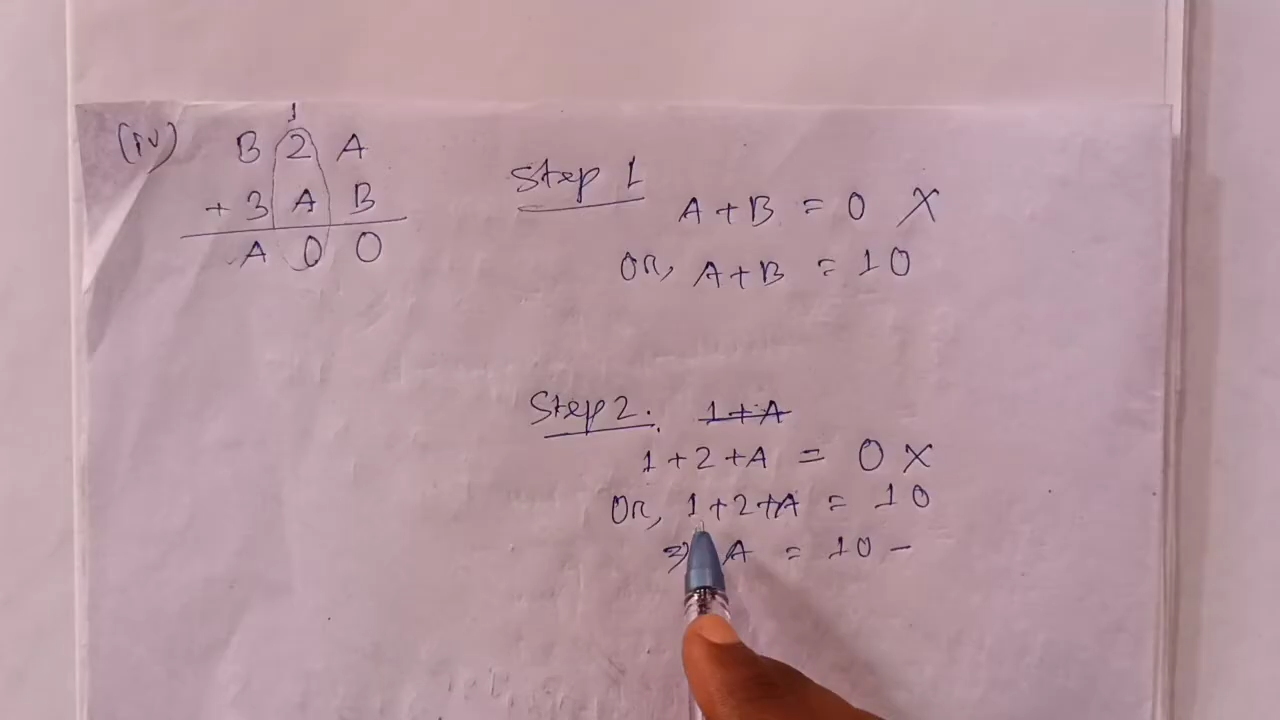 1
(iv) B 2 A
+ 3 A B
A 0 0
Step 1
A + B = 0 X
Or, A + B = 10
Step 2. 1 + A
1 + 2 + A = 0 X
Or, 1 + 2 + A = 10
=> A = 10 -